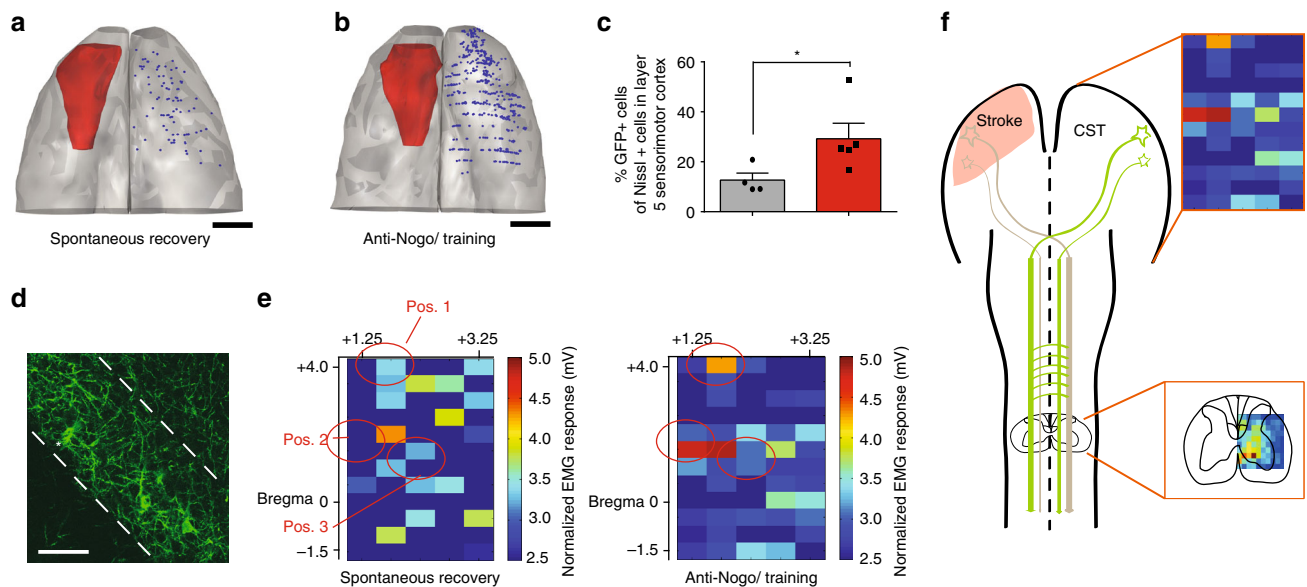 a
Spontaneous recovery
b
Anti-Nogo/ training
c
% GFP+ cells
of Nissl + cells in layer
5 sensorimotor cortex
60
40
20
0
*
d
*
e
Pos. 1
+1.25
+3.25
+4.0
Pos. 2
Bregma 0
Pos. 3
–1.5
Spontaneous recovery
5.0
4.5
4.0
3.5
3.0
2.5
Normalized EMG response (mV)
+1.25
+3.25
+4.0
Bregma 0
–1.5
Anti-Nogo/ training
5.0
4.5
4.0
3.5
3.0
2.5
Normalized EMG response (mV)
f
Stroke
CST